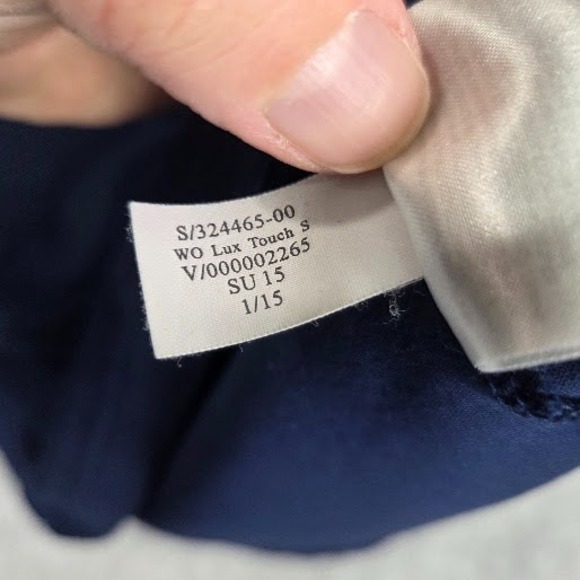 S/324465-00
WO Lux Touch S
V/000002265
SU 15
1/15